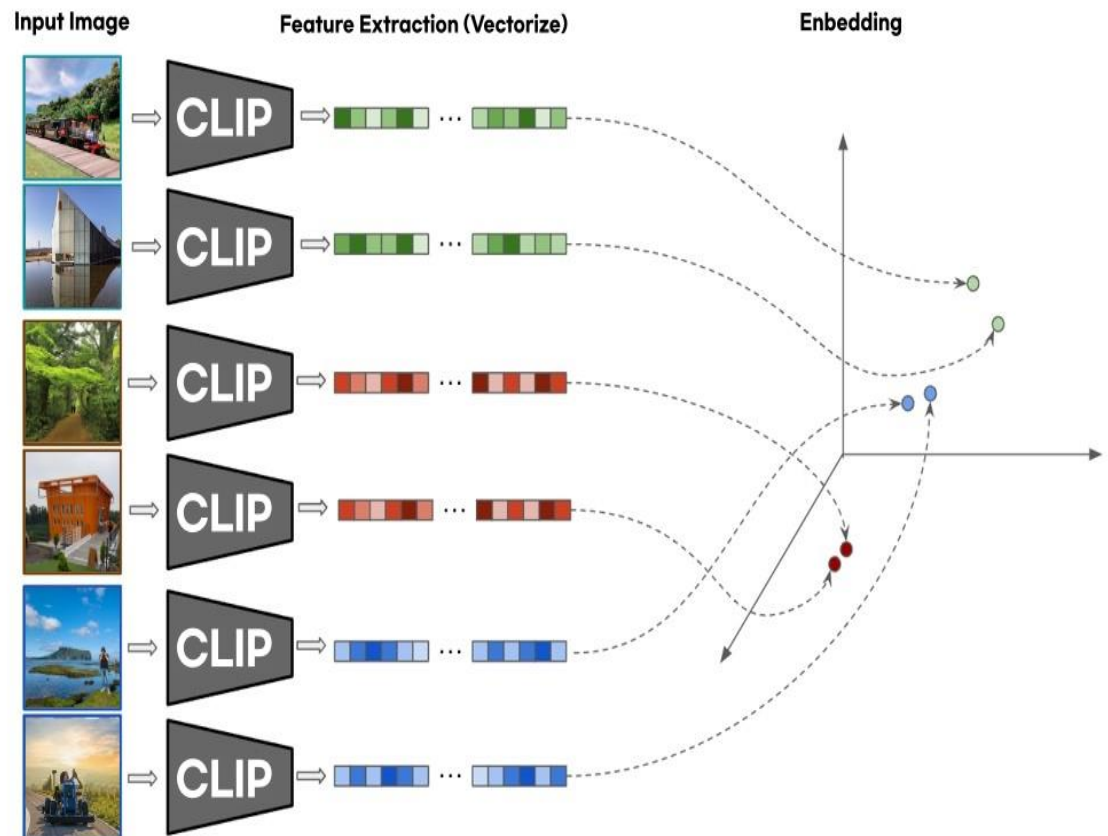 Input Image
Feature Extraction (Vectorize)
Enbedding
CLIP
...
CLIP
...
CLIP
...
CLIP
...
CLIP
...
CLIP
...